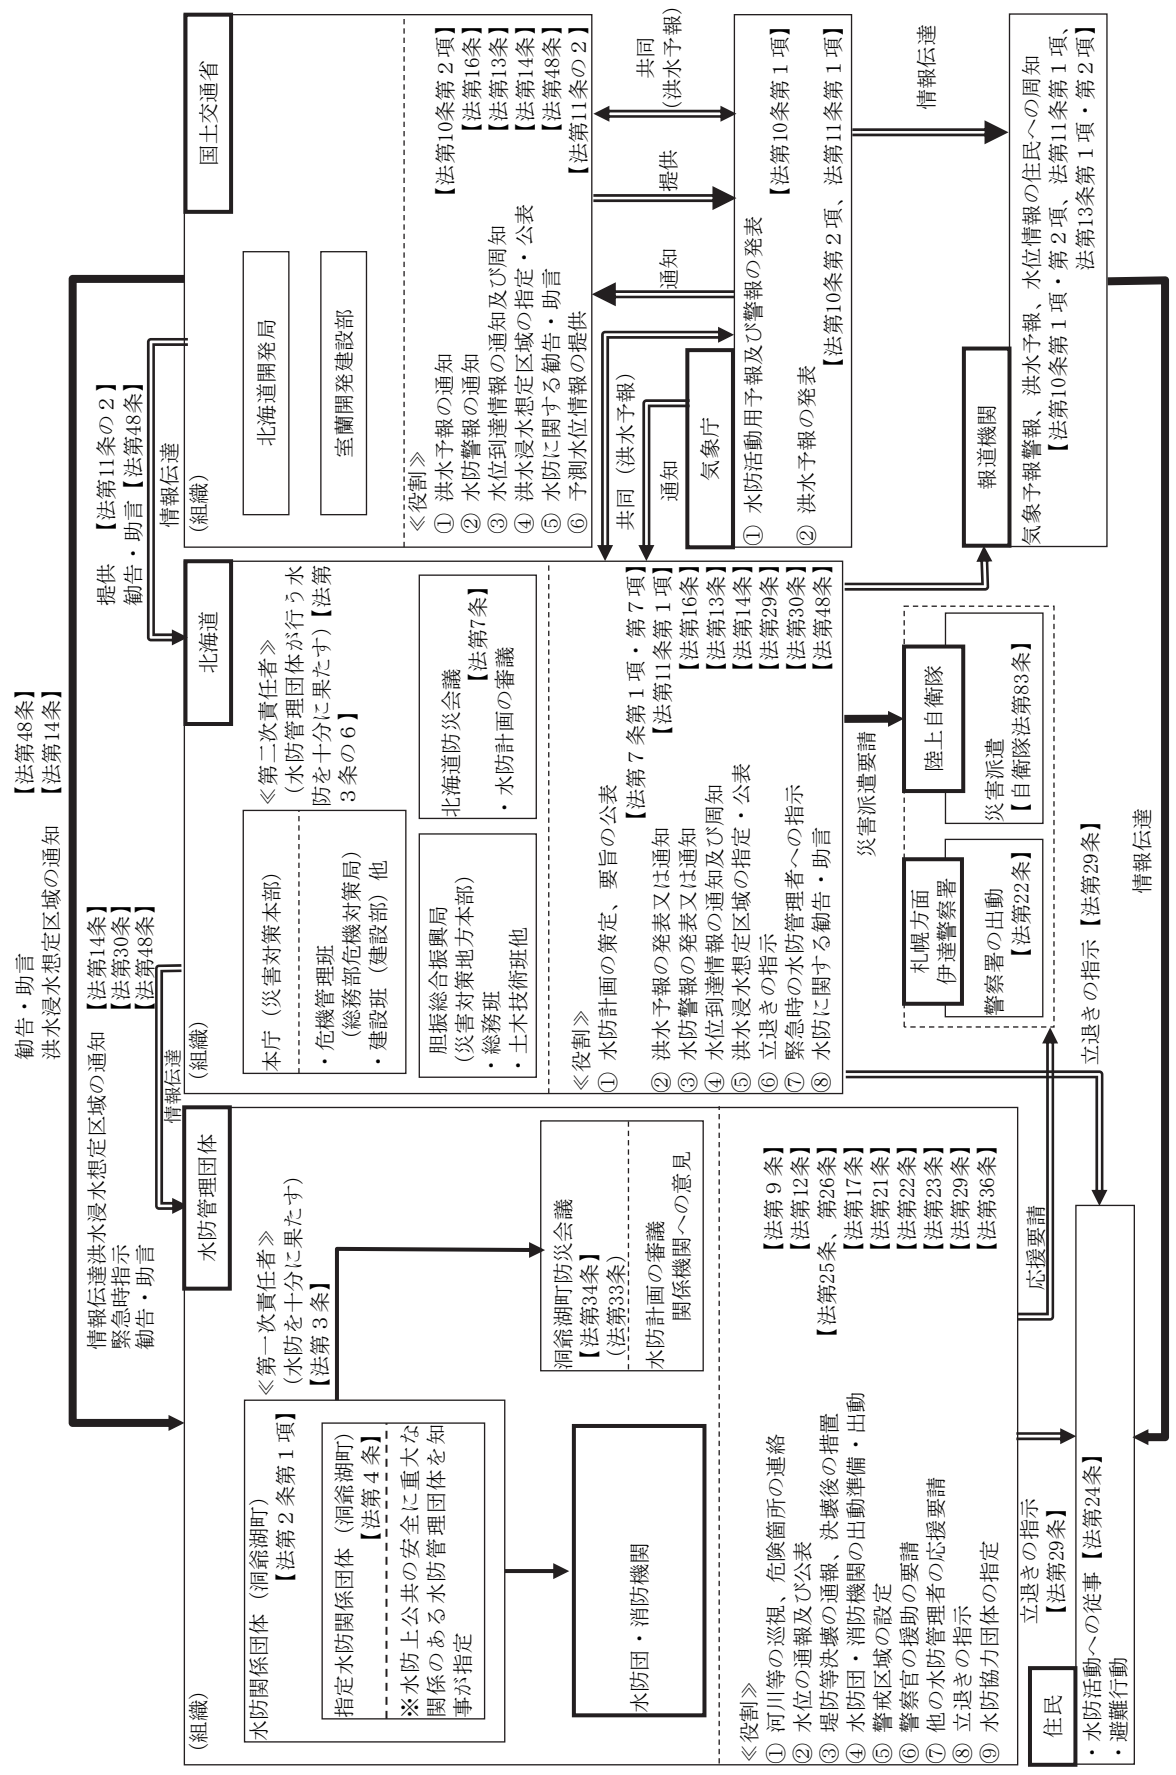 勧告・助言 【法第48条】
洪水浸水想定区域の通知 【法第14条】
情報伝達洪水浸水想定区域の通知 【法第14条】
緊急時指示 【法第30条】
勧告・助言 【法第48条】
情報伝達
提供 【法第11条の２】
勧告・助言【法第48条】
情報伝達
水防管理団体
(組織)
水防関係団体（洞爺湖町）
【法第２条第１項】
指定水防関係団体（洞爺湖町）
【法第４条】
※水防上公共の安全に重大な
関係のある水防管理団体を知
事が指定
≪第一次責任者≫
（水防を十分に果たす）
【法第３条】
洞爺湖町防災会議
【法第34条】
（法第33条）
水防計画の審議
関係機関への意見
水防団・消防機関
≪役割≫
① 河川等の巡視、危険箇所の連絡 【法第９条】
② 水位の通報及び公表 【法第12条】
③ 堤防等決壊の通報、決壊後の措置 【法第25条、第26条】
④ 水防団・消防機関の出動準備・出動 【法第17条】
⑤ 警戒区域の設定 【法第21条】
⑥ 警察官の援助の要請 【法第22条】
⑦ 他の水防管理者の応援要請 【法第23条】
⑧ 立退きの指示 【法第29条】
⑨ 水防協力団体の指定 【法第36条】
北海道
(組織)
本庁（災害対策本部）
・危機管理班
（総務部危機対策局）
・建設班（建設部）他
≪第二次責任者≫
（水防管理団体が行う水
防を十分に果たす）【法第
３条の６】
胆振総合振興局
（災害対策地方本部）
・総務班
・土木技術班他
北海道防災会議
【法第7条】
・水防計画の審議
≪役割≫
① 水防計画の策定、要旨の公表
【法第７条第１項・第７項】
② 洪水予報の発表又は通知 【法第11条第１項】
③ 水防警報の発表又は通知 【法第16条】
④ 水位到達情報の通知及び周知 【法第13条】
⑤ 洪水浸水想定区域の指定・公表 【法第14条】
⑥ 立退きの指示 【法第29条】
⑦ 緊急時の水防管理者への指示 【法第30条】
⑧ 水防に関する勧告・助言 【法第48条】
国土交通省
(組織)
北海道開発局
室蘭開発建設部
≪役割≫
① 洪水予報の通知 【法第10条第２項】
② 水防警報の通知 【法第16条】
③ 水位到達情報の通知及び周知 【法第13条】
④ 洪水浸水想定区域の指定・公表 【法第14条】
⑤ 水防に関する勧告・助言 【法第48条】
⑥ 予測水位情報の提供 【法第11条の２】
共同（洪水予報）
通知
通知
提供
共同
（洪水予報）
気象庁
① 水防活動用予報及び警報の発表
【法第10条第１項】
② 洪水予報の発表
【法第10条第２項、法第11条第１項】
情報伝達
報道機関
気象予報警報、洪水予報、水位情報の住民への周知
【法第10条第１項・第２項、法第11条第１項、
法第13条第１項・第２項】
災害派遣要請
札幌方面
伊達警察署
警察署の出動
【法第22条】
陸上自衛隊
災害派遣
【自衛隊法第83条】
応援要請
立退きの指示【法第29条】
情報伝達
立退きの指示
【法第29条】
住民
・水防活動への従事【法第24条】
・避難行動